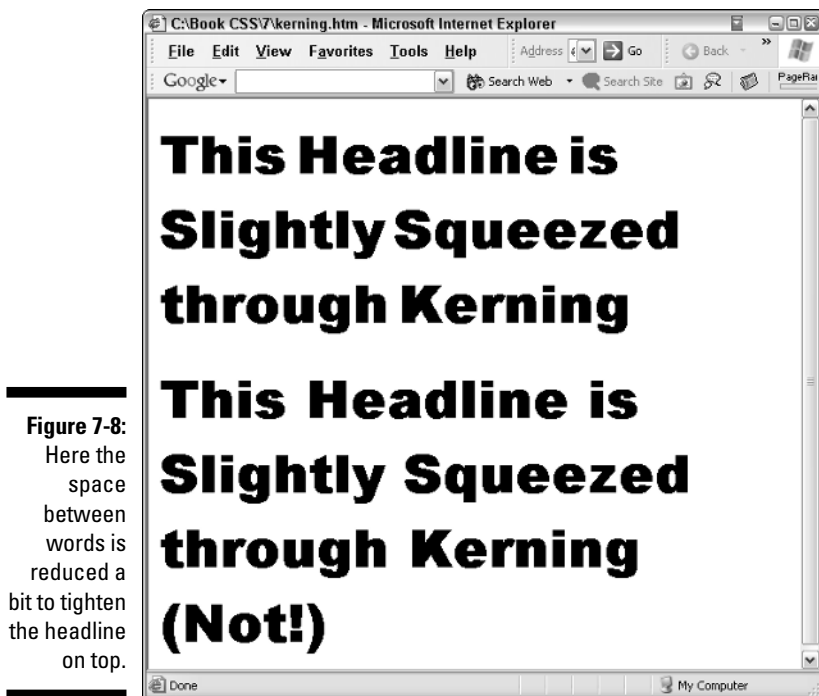 C:\Book CSS\7\kerning.htm - Microsoft Internet Explorer
File Edit View Favorites Tools Help Address Go Back »
Google Search Web Search Site
This Headline is
Slightly Squeezed
through Kerning
This Headline is
Slightly Squeezed
through Kerning
(Not!)
Done My Computer
Figure 7-8:
Here the
space
between
words is
reduced a
bit to tighten
the headline
on top.